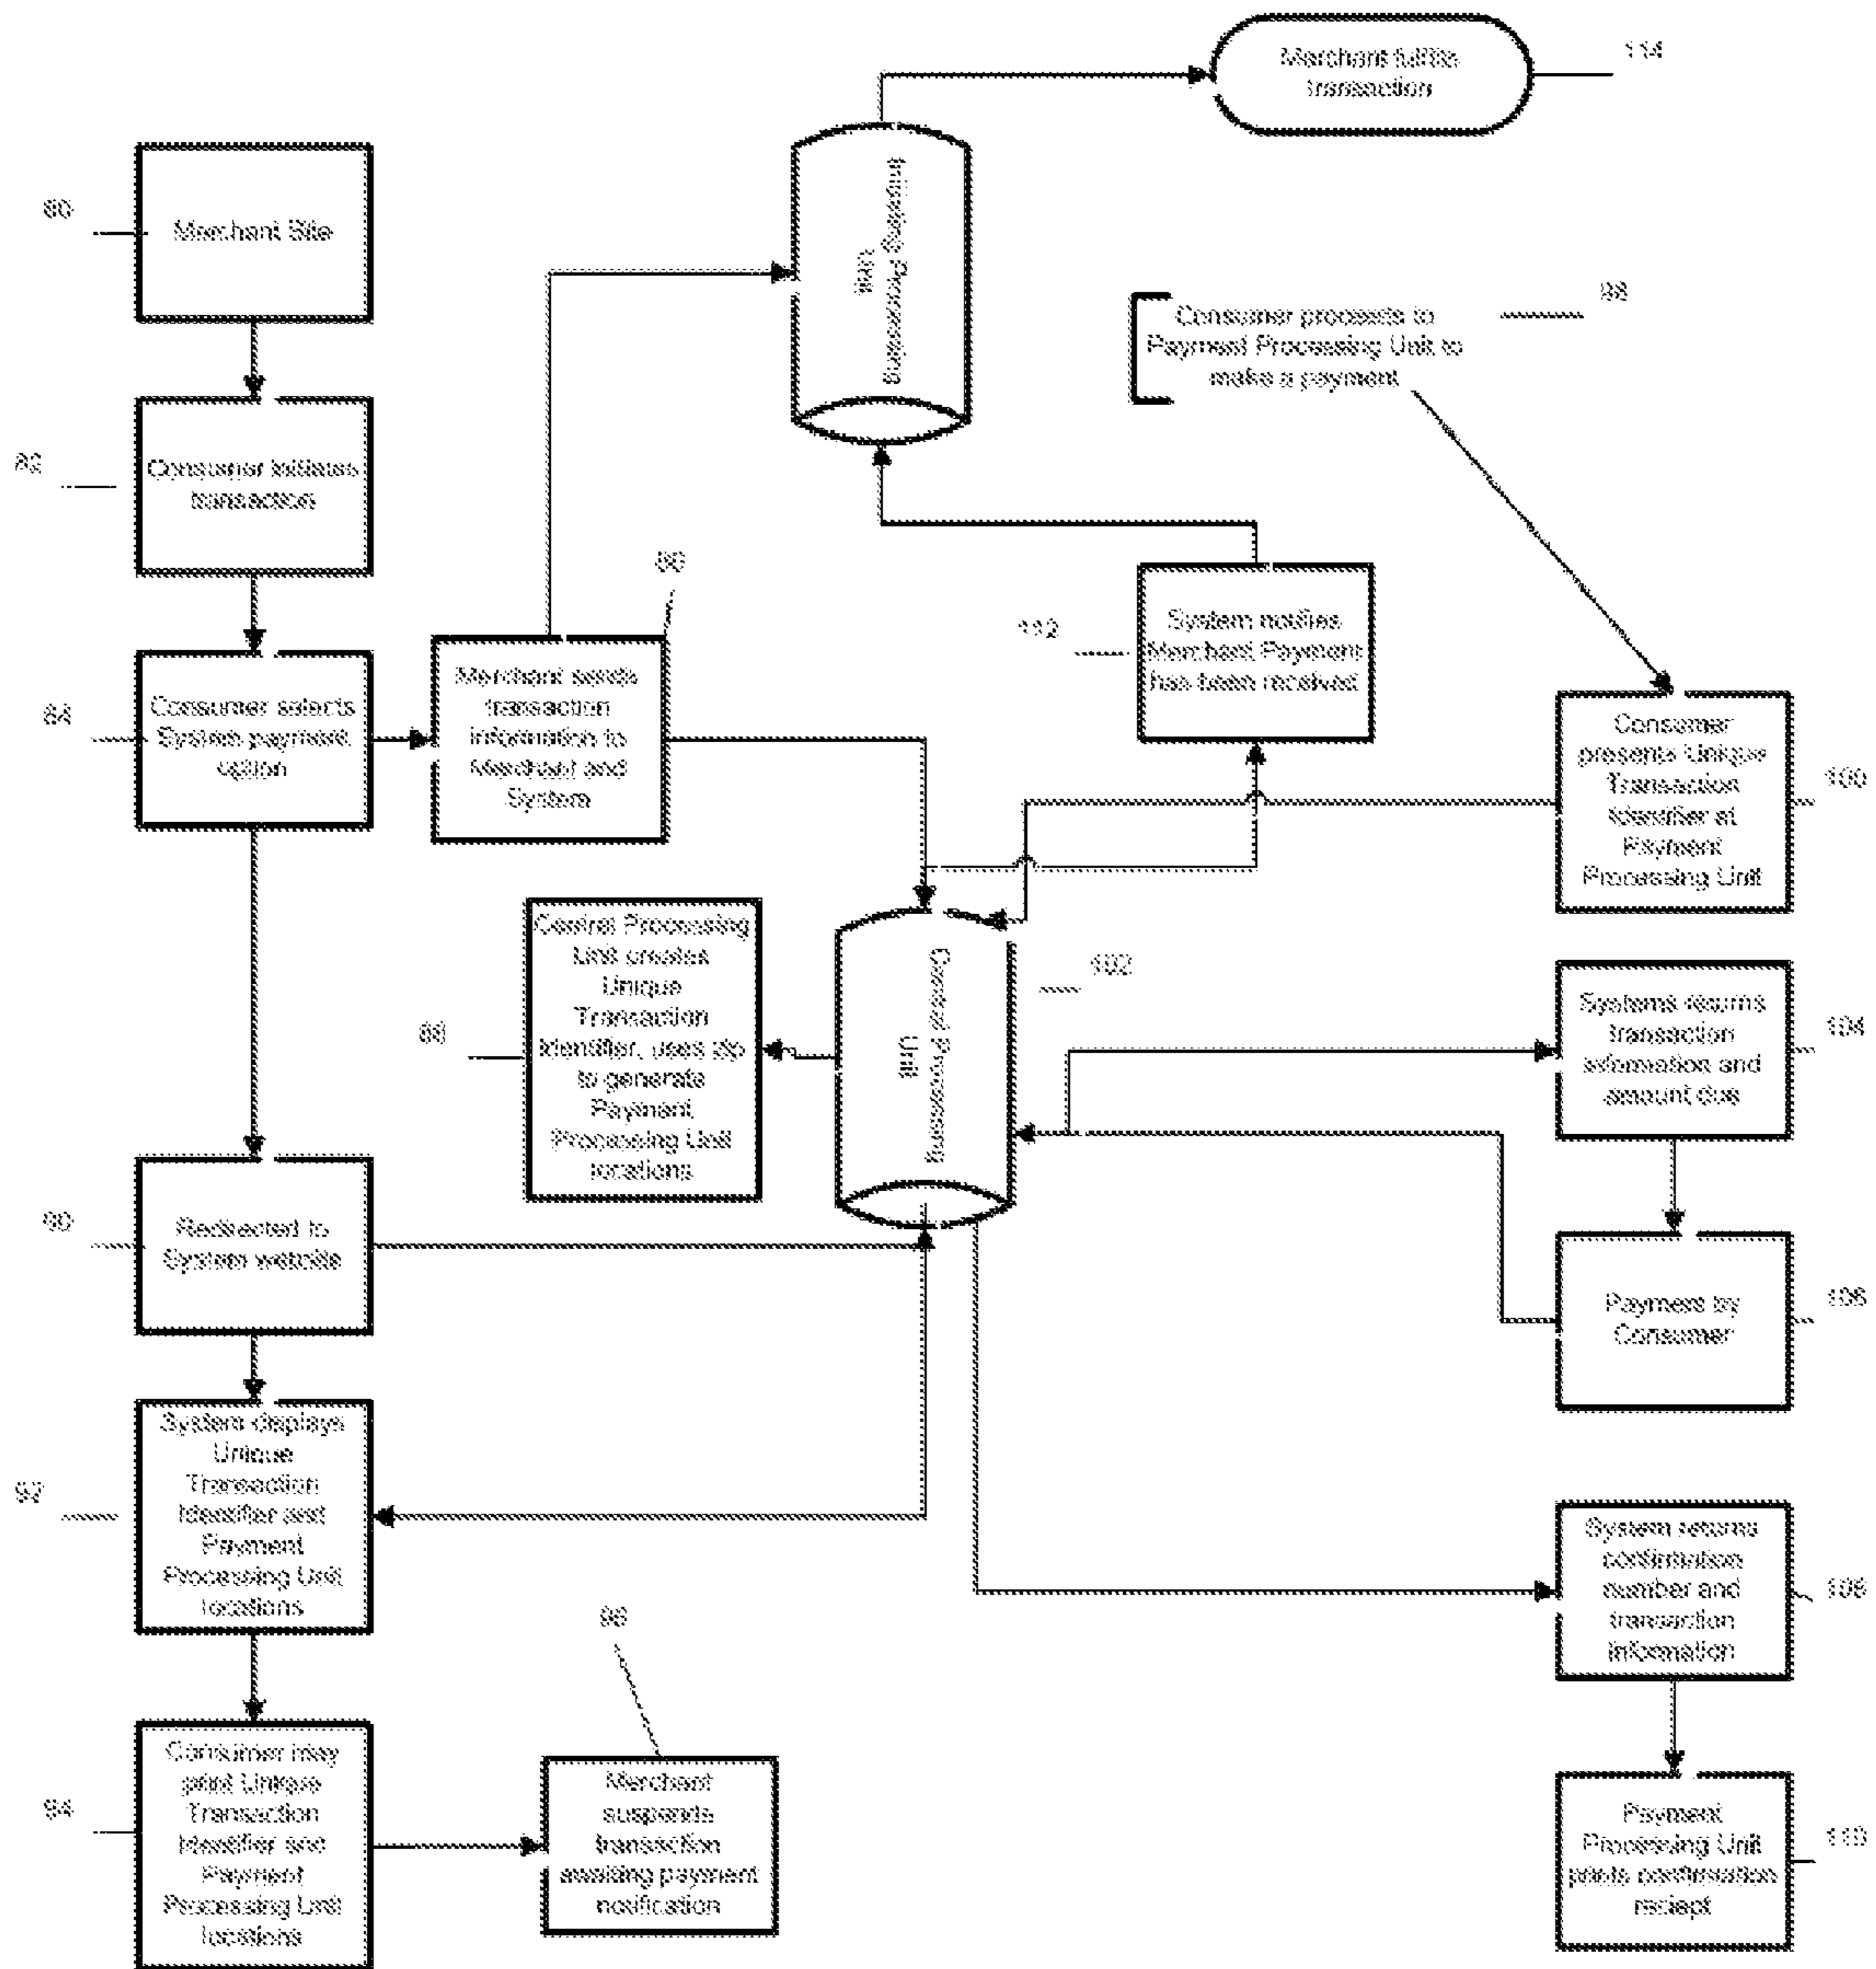 Merchant fulfills
transaction
114
80
Merchant Site
Processing
Unit
98
Consumer proceeds to
Payment Processing Unit to
make a payment
82
Consumer initiates
transaction
112
System notifies
Merchant Payment
has been received
84
Consumer selects
System payment
option
Merchant sends
transaction
information to
Merchant and
System
Consumer
presents Unique
Transaction
Identifier at
Payment
Processing Unit
100
88
Central Processing
Unit creates
Unique
Transaction
Identifier, uses zip
to generate
Payment
Processing Unit
locations
Central Processing
Unit
102
Systems returns
transaction
information and
amount due
104
90
Redirected to
System website
Payment by
Consumer
106
92
System displays
Unique
Transaction
Identifier and
Payment
Processing Unit
locations
System returns
confirmation
number and
transaction
information
108
94
Consumer may
print Unique
Transaction
Identifier and
Payment
Processing Unit
locations
96
Merchant
suspends
transaction
awaiting payment
notification
Payment
Processing Unit
prints confirmation
reciept
110